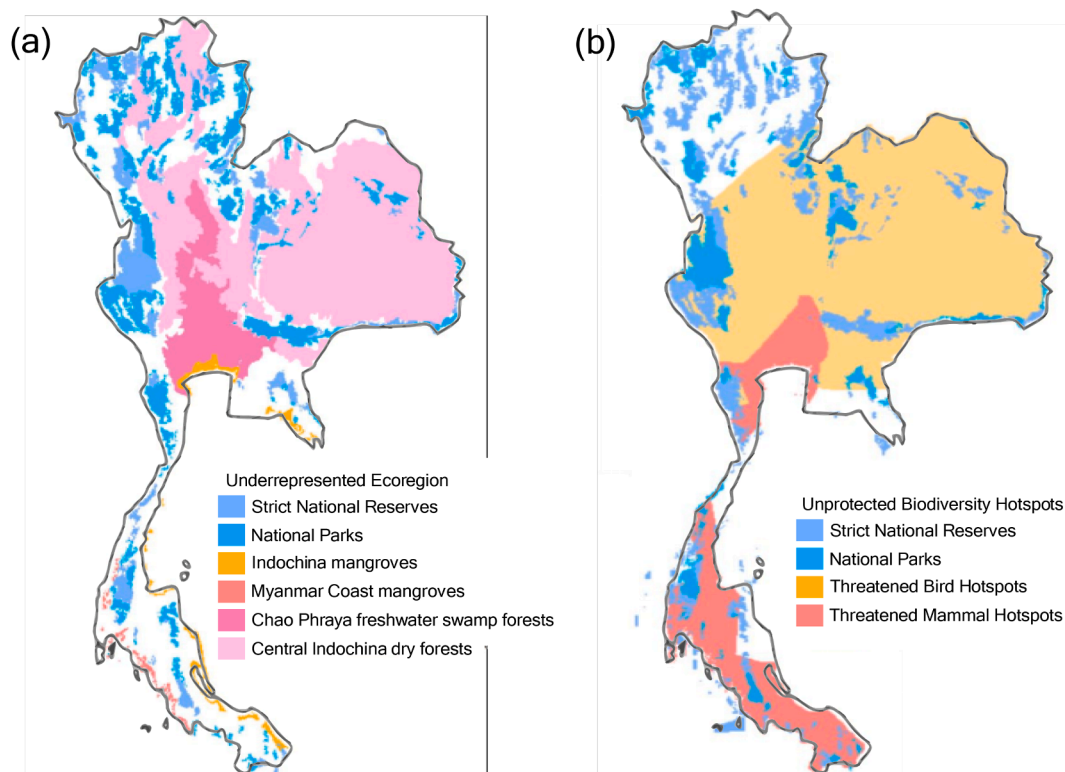 (a)
Underrepresented Ecoregion
Strict National Reserves
National Parks
Indochina mangroves
Myanmar Coast mangroves
Chao Phraya freshwater swamp forests
Central Indochina dry forests
(b)
Unprotected Biodiversity Hotspots
Strict National Reserves
National Parks
Threatened Bird Hotspots
Threatened Mammal Hotspots